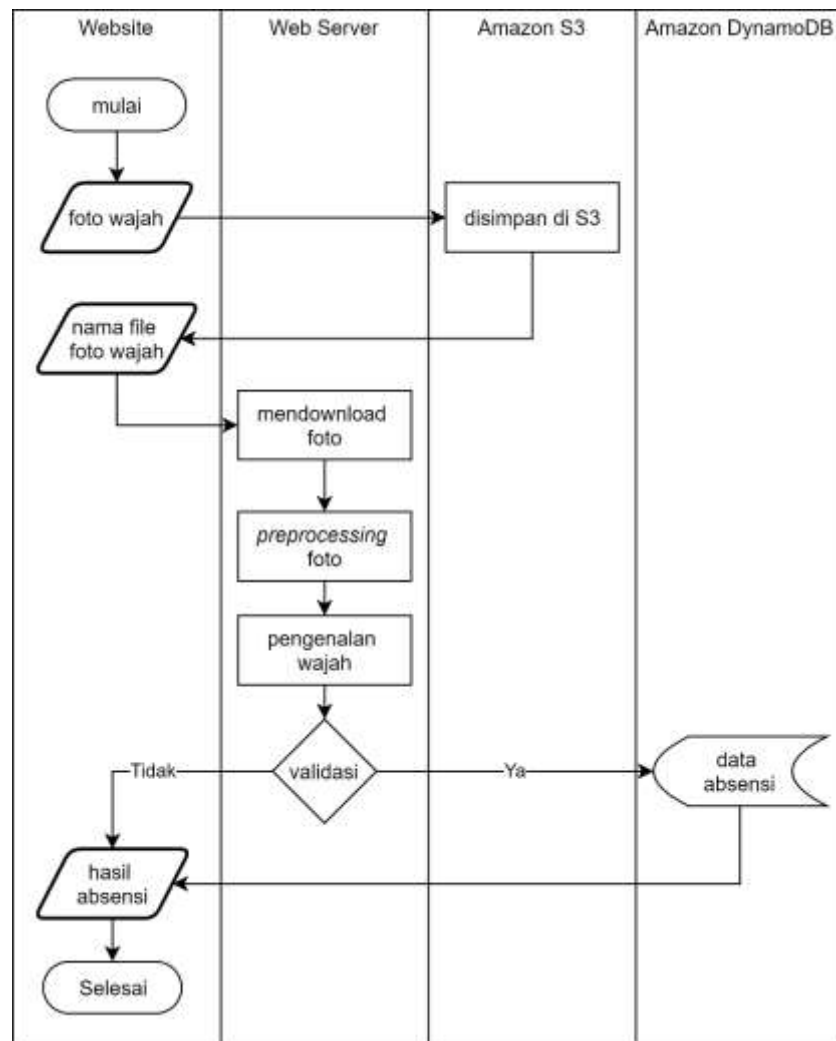 Website
Web Server
Amazon S3
Amazon DynamoDB
mulai
foto wajah
disimpan di S3
nama file
foto wajah
mendownload
foto
preprocessing
foto
pengenalan
wajah
Tidak
validasi
Ya
data
absensi
hasil
absensi
Selesai